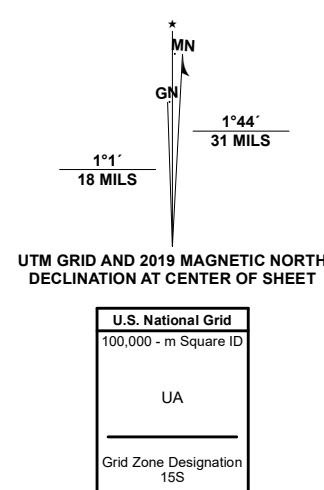 MN
GN
1°44´
31 MILS
1°1´
18 MILS
UTM GRID AND 2019 MAGNETIC NORTH
DECLINATION AT CENTER OF SHEET
U.S. National Grid
100,000 - m Square ID
UA
Grid Zone Designation
15S